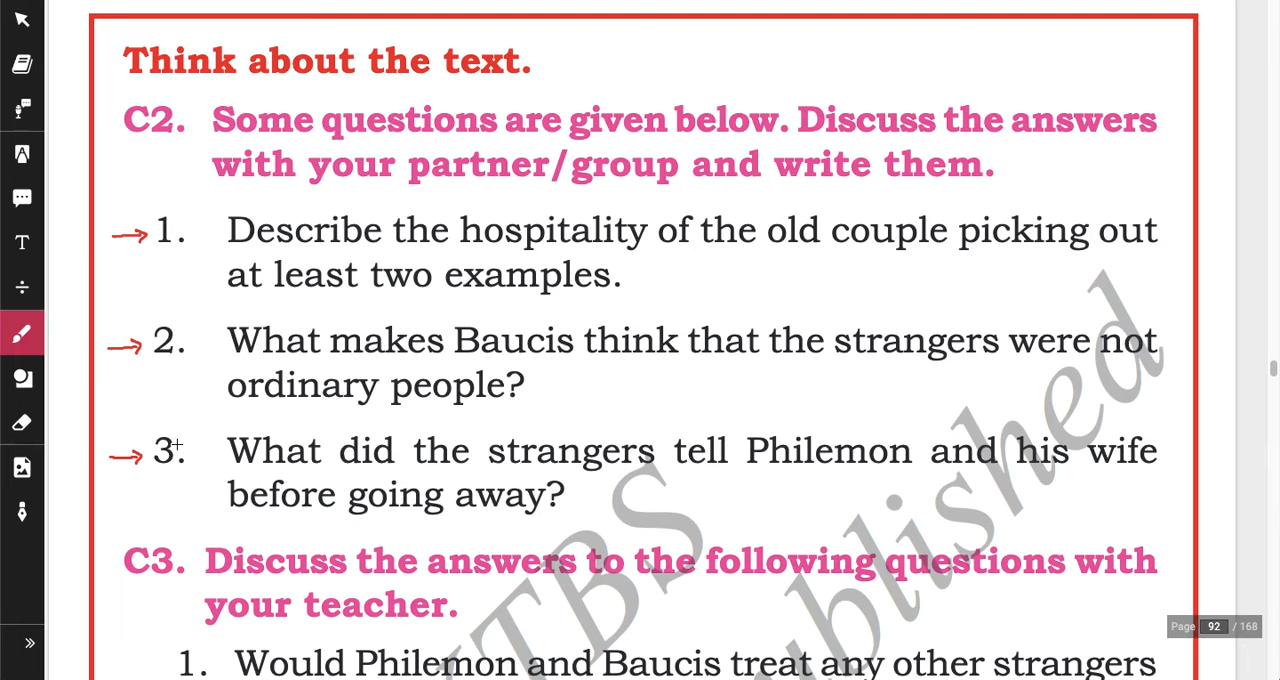 Think about the text.
C2. Some questions are given below. Discuss the answers
with your partner/group and write them.
1. Describe the hospitality of the old couple picking out
at least two examples.
2. What makes Baucis think that the strangers were not
ordinary people?
3. What did the strangers tell Philemon and his wife
before going away?
C3. Discuss the answers to the following questions with
your teacher.
1. Would Philemon and Baucis treat any other strangers
TBS
ublished
Page 92 / 168